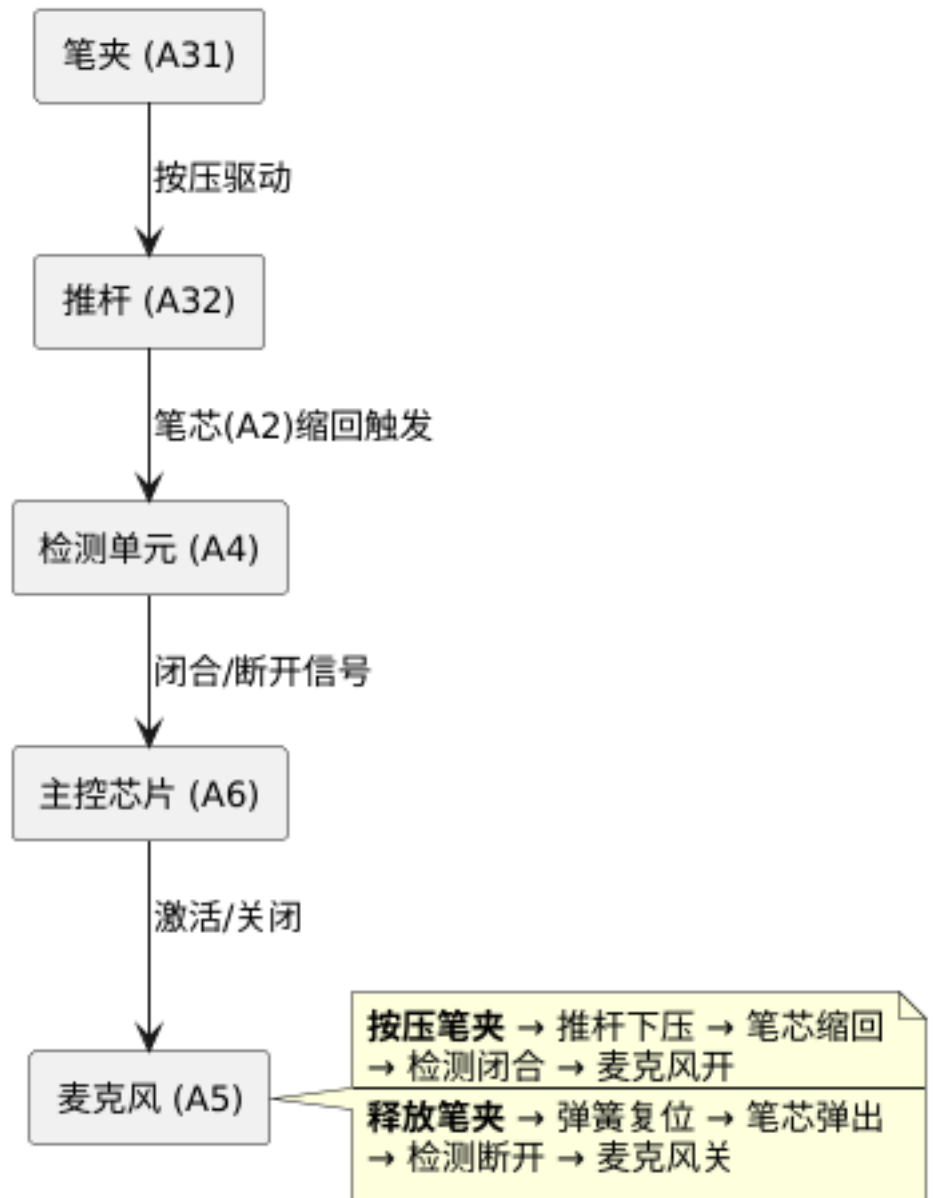 笔夹 (A31)
按压驱动
推杆 (A32)
笔芯(A2)缩回触发
检测单元 (A4)
闭合/断开信号
主控芯片 (A6)
激活/关闭
麦克风 (A5)
按压笔夹 → 推杆下压 → 笔芯缩回
→ 检测闭合 → 麦克风开
释放笔夹 → 弹簧复位 → 笔芯弹出
→ 检测断开 → 麦克风关